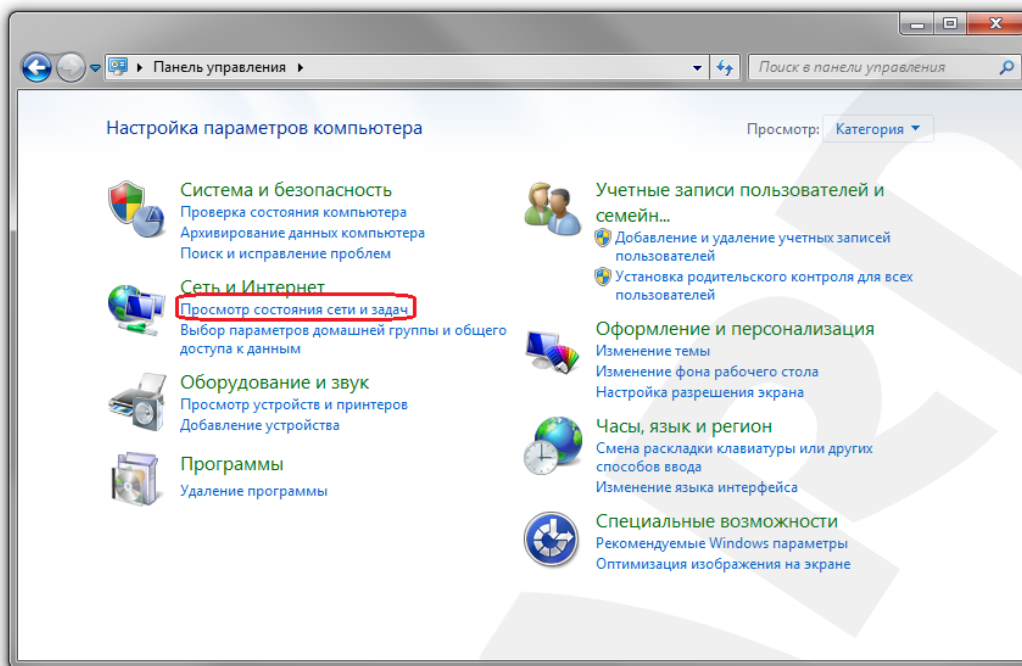 Панель управления
Поиск в панели управления
Настройка параметров компьютера
Просмотр: Категория
Система и безопасность
Проверка состояния компьютера
Архивирование данных компьютера
Поиск и исправление проблем
Сеть и Интернет
Просмотр состояния сети и задач
Выбор параметров домашней группы и общего
доступа к данным
Оборудование и звук
Просмотр устройств и принтеров
Добавление устройства
Программы
Удаление программы
Учетные записи пользователей и
семейн...
Добавление и удаление учетных записей
пользователей
Установка родительского контроля для всех
пользователей
Оформление и персонализация
Изменение темы
Изменение фона рабочего стола
Настройка разрешения экрана
Часы, язык и регион
Смена раскладки клавиатуры или других
способов ввода
Изменение языка интерфейса
Специальные возможности
Рекомендуемые Windows параметры
Оптимизация изображения на экране